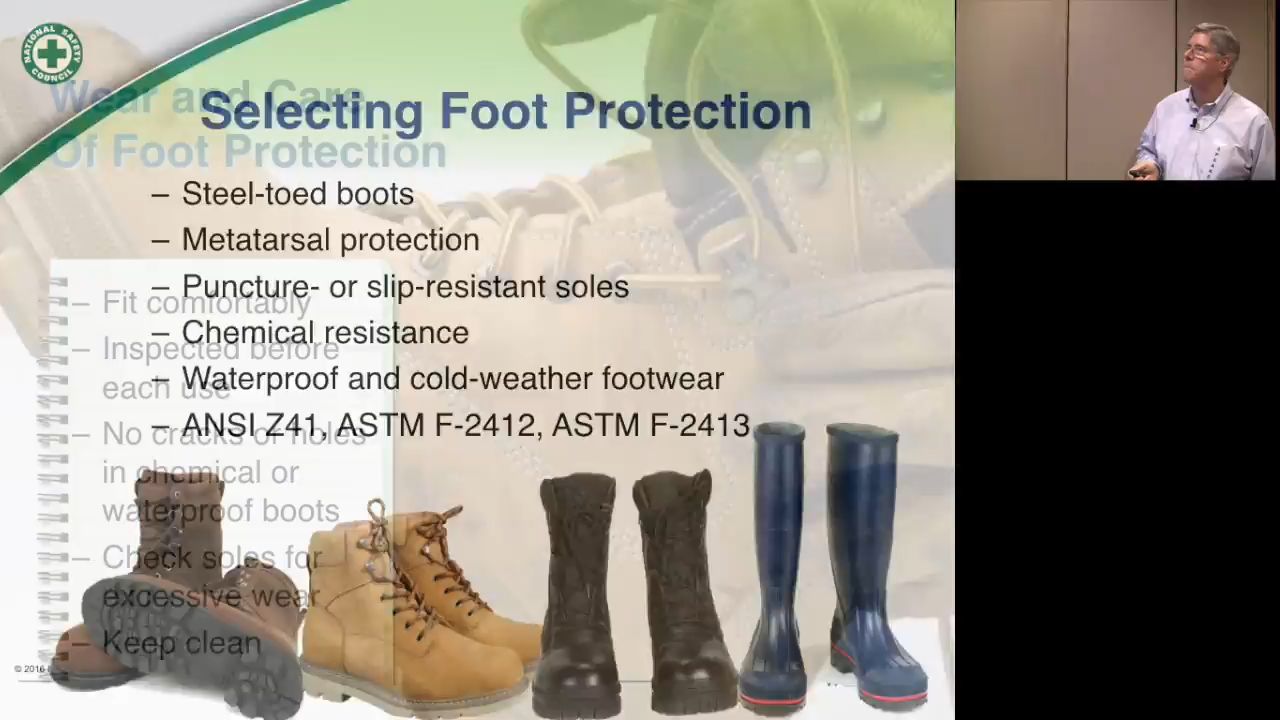 NATIONAL SAFETY
COUNCIL
Selecting Foot Protection
– Steel-toed boots
– Metatarsal protection
– Puncture- or slip-resistant soles
– Chemical resistance
– Waterproof and cold-weather footwear
– ANSI Z41, ASTM F-2412, ASTM F-2413
Wear and Care
Of Foot Protection
– Fit comfortably
– Inspected before
each use
– No cracks or holes
in chemical or
waterproof boots
– Check soles for
excessive wear
– Keep clean
© 2016